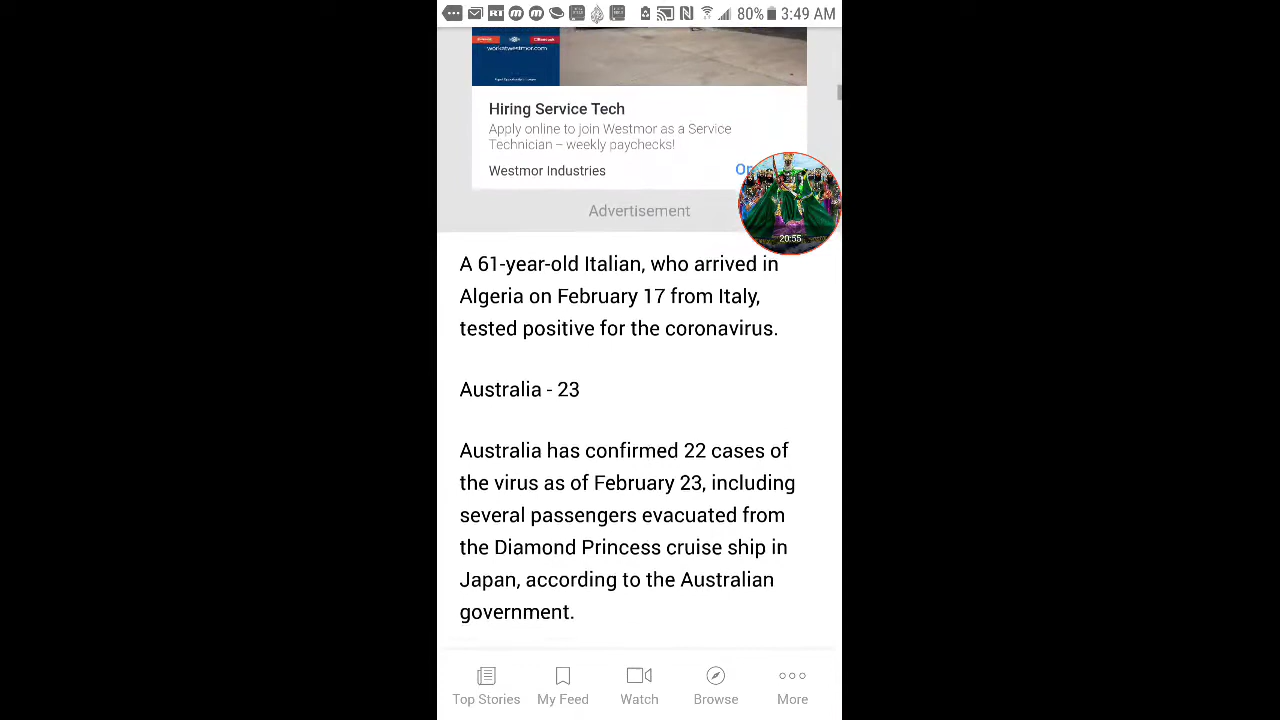 80% 3:49 AM
RT
workatwestmor.com
Hiring Service Tech
Apply online to join Westmor as a Service
Technician – weekly paychecks!
Westmor Industries
Advertisement
20:55
A 61-year-old Italian, who arrived in
Algeria on February 17 from Italy,
tested positive for the coronavirus.
Australia - 23
Australia has confirmed 22 cases of
the virus as of February 23, including
several passengers evacuated from
the Diamond Princess cruise ship in
Japan, according to the Australian
government.
Top Stories My Feed Watch Browse More